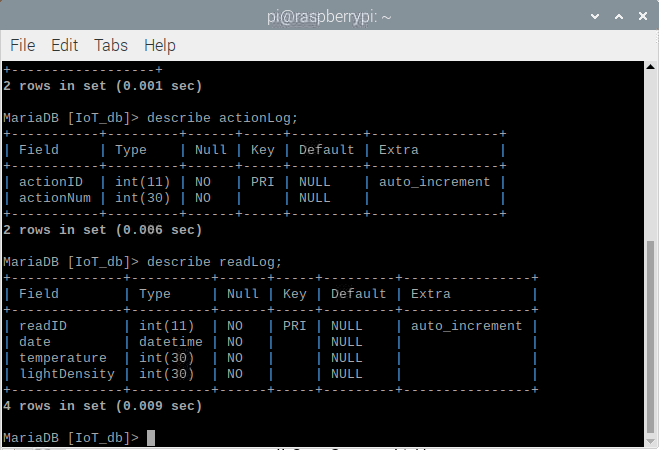 pi@raspberrypi: ~
File Edit Tabs Help
+------------------+
2 rows in set (0.001 sec)
MariaDB [IoT_db]> describe actionLog;
+-----------+---------+------+-----+---------+----------------+
| Field     | Type    | Null | Key | Default | Extra          |
+-----------+---------+------+-----+---------+----------------+
| actionID  | int(11) | NO   | PRI | NULL    | auto_increment |
| actionNum | int(30) | NO   |     | NULL    |                |
+-----------+---------+------+-----+---------+----------------+
2 rows in set (0.006 sec)
MariaDB [IoT_db]> describe readLog;
+--------------+----------+------+-----+---------+----------------+
| Field        | Type     | Null | Key | Default | Extra          |
+--------------+----------+------+-----+---------+----------------+
| readID       | int(11)  | NO   | PRI | NULL    | auto_increment |
| date         | datetime | NO   |     | NULL    |                |
| temperature  | int(30)  | NO   |     | NULL    |                |
| lightDensity | int(30)  | NO   |     | NULL    |                |
+--------------+----------+------+-----+---------+----------------+
4 rows in set (0.009 sec)
MariaDB [IoT_db]>